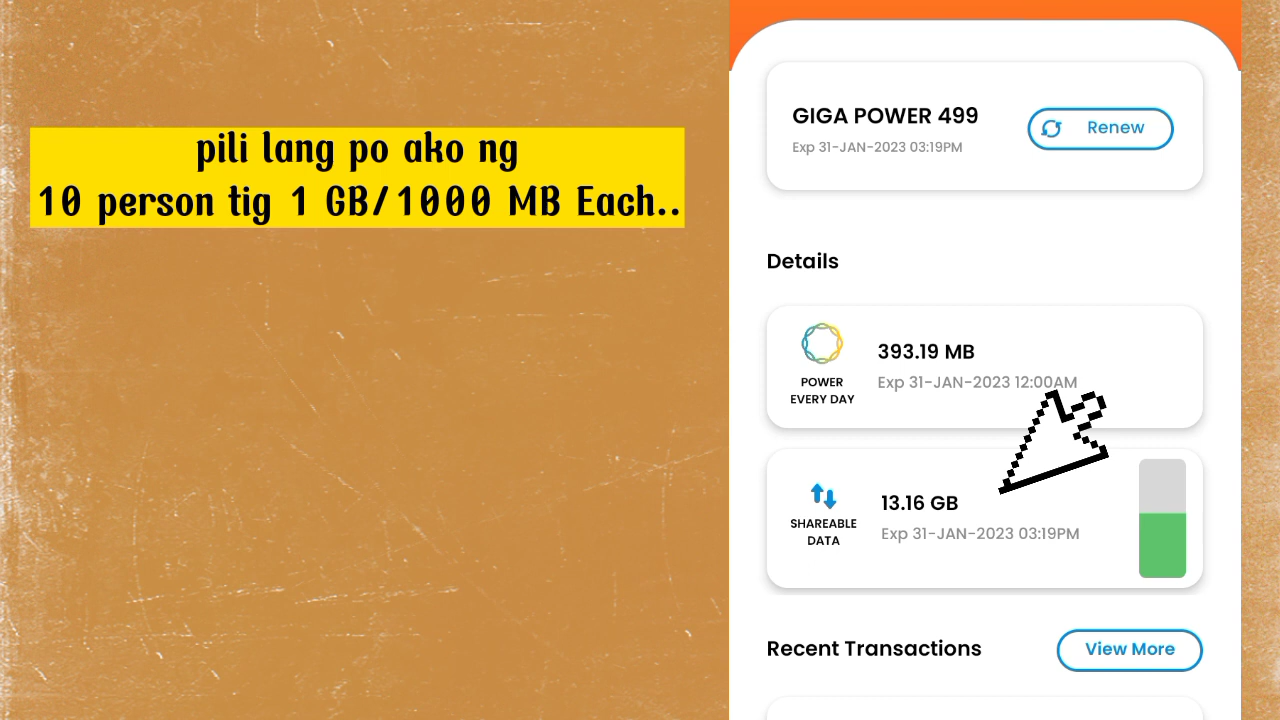 pili lang po ako ng
10 person tig 1 GB/1000 MB Each..
GIGA POWER 499
Exp 31-JAN-2023 03:19PM
Renew
Details
POWER
EVERY DAY
393.19 MB
Exp 31-JAN-2023 12:00AM
SHAREABLE
DATA
13.16 GB
Exp 31-JAN-2023 03:19PM
Recent Transactions
View More